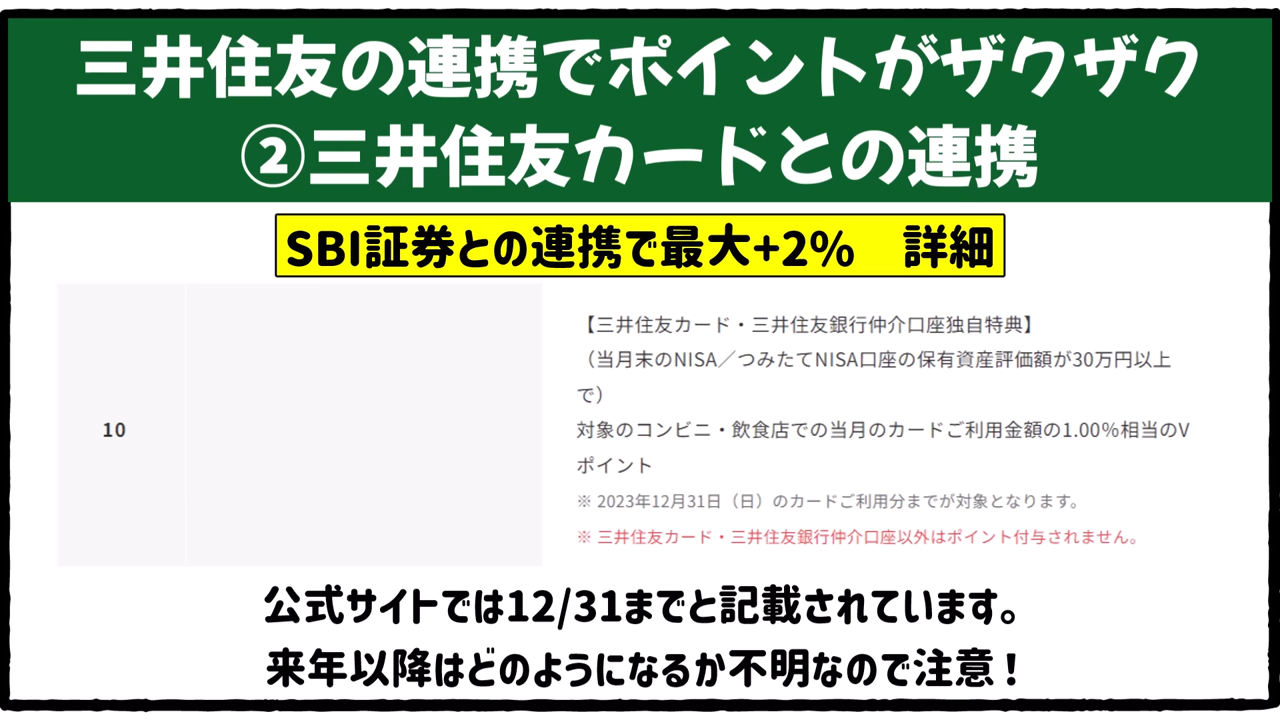 三井住友の連携でポイントがザクザク
②三井住友カードとの連携
SBI証券との連携で最大+2%　詳細
10
【三井住友カード・三井住友銀行仲介口座独自特典】
（当月末のNISA／つみたてNISA口座の保有資産評価額が30万円以上
で）
対象のコンビニ・飲食店での当月のカードご利用金額の1.00%相当のV
ポイント
※ 2023年12月31日（日）のカードご利用分までが対象となります。
※ 三井住友カード・三井住友銀行仲介口座以外はポイント付与されません。
公式サイトでは12/31までと記載されています。
来年以降はどのようになるか不明なので注意！